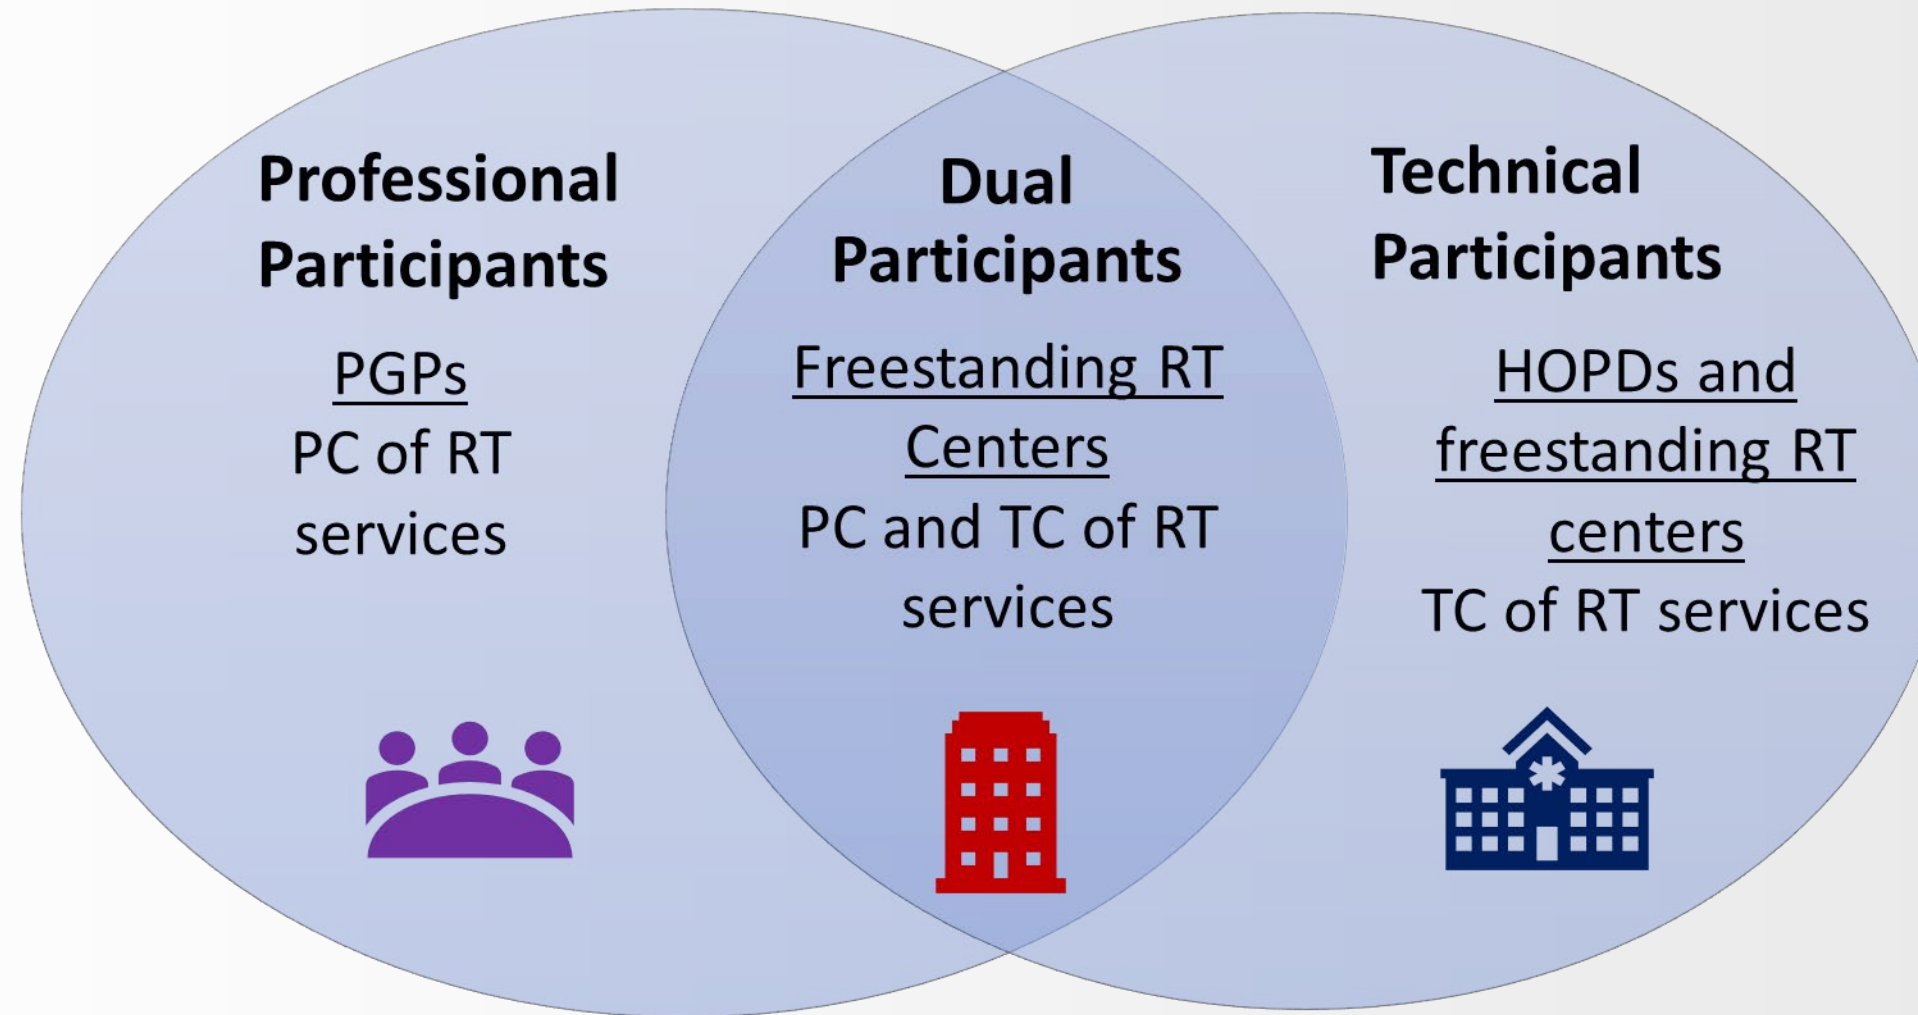 Professional
Participants
PGPs
PC of RT
services
Dual
Participants
Freestanding RT
Centers
PC and TC of RT
services
Technical
Participants
HOPDs and
freestanding RT
centers
TC of RT services